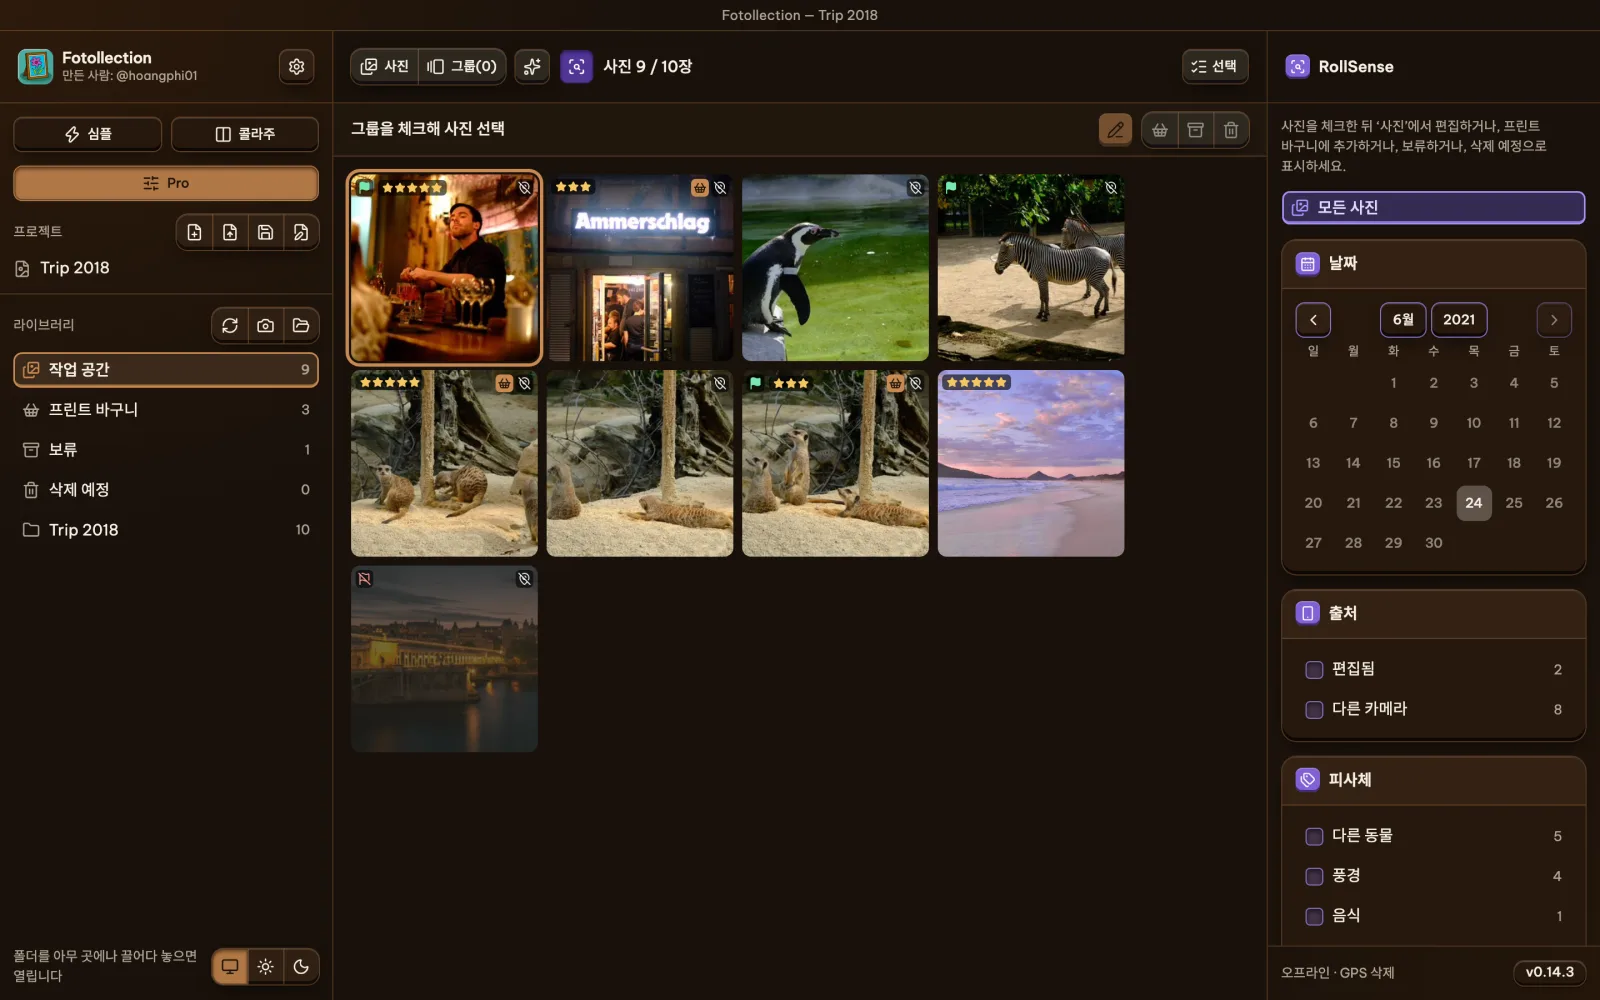 Fotollection — Trip 2018
Fotollection
만든 사람: @hoangphi01
심플
콜라주
Pro
프로젝트
Trip 2018
라이브러리
작업 공간 9
프린트 바구니 3
보류 1
삭제 예정 0
Trip 2018 10
폴더를 아무 곳에나 끌어다 놓으면
열립니다
사진
그룹(0)
사진 9 / 10장
선택
그룹을 체크해 사진 선택
Ammerschlag
RollSense
사진을 체크한 뒤 ‘사진’에서 편집하거나, 프린트
바구니에 추가하거나, 보류하거나, 삭제 예정으로
표시하세요.
모든 사진
날짜
6월 2021
일 월 화 수 목 금 토
1 2 3 4 5
6 7 8 9 10 11 12
13 14 15 16 17 18 19
20 21 22 23 24 25 26
27 28 29 30
출처
편집됨 2
다른 카메라 8
피사체
다른 동물 5
풍경 4
음식 1
오프라인 · GPS 삭제
v0.14.3